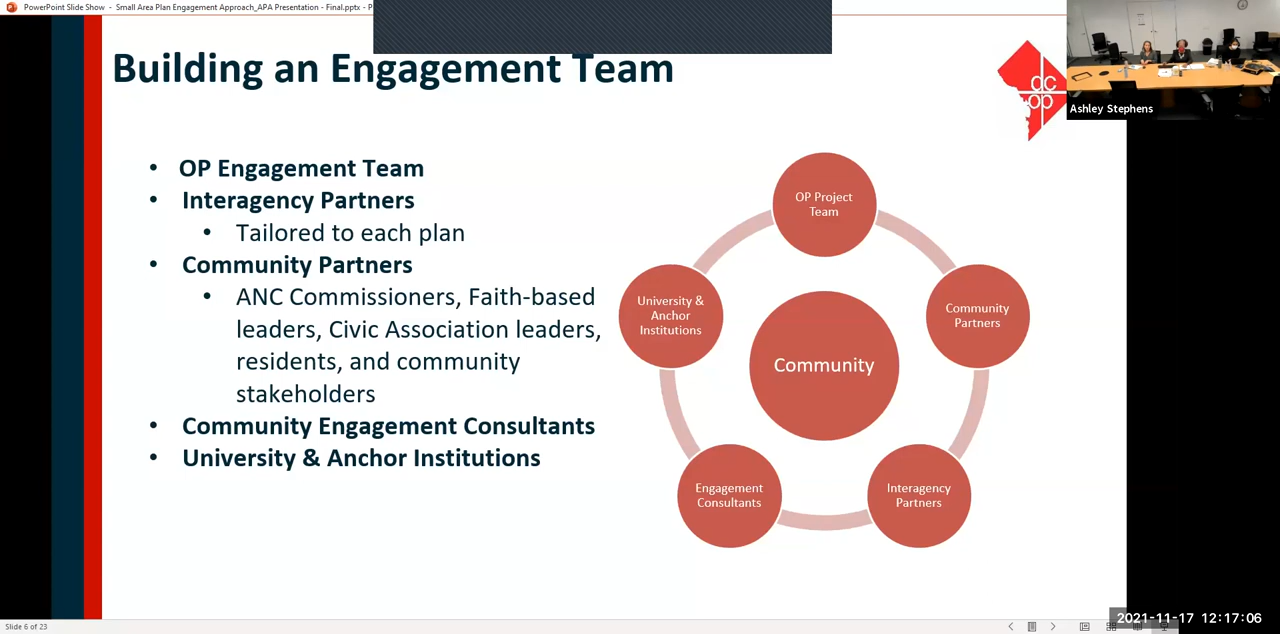 PowerPoint Slide Show - Small Area Plan Engagement Approach_APA Presentation - Final.pptx - P
Building an Engagement Team
dc
op
Ashley Stephens
• OP Engagement Team
• Interagency Partners
• Tailored to each plan
• Community Partners
• ANC Commissioners, Faith-based
leaders, Civic Association leaders,
residents, and community
stakeholders
• Community Engagement Consultants
• University & Anchor Institutions
OP Project
Team
Community
Partners
Interagency
Partners
Engagement
Consultants
University &
Anchor
Institutions
Community
Slide 6 of 23
2021-11-17 12:17:06